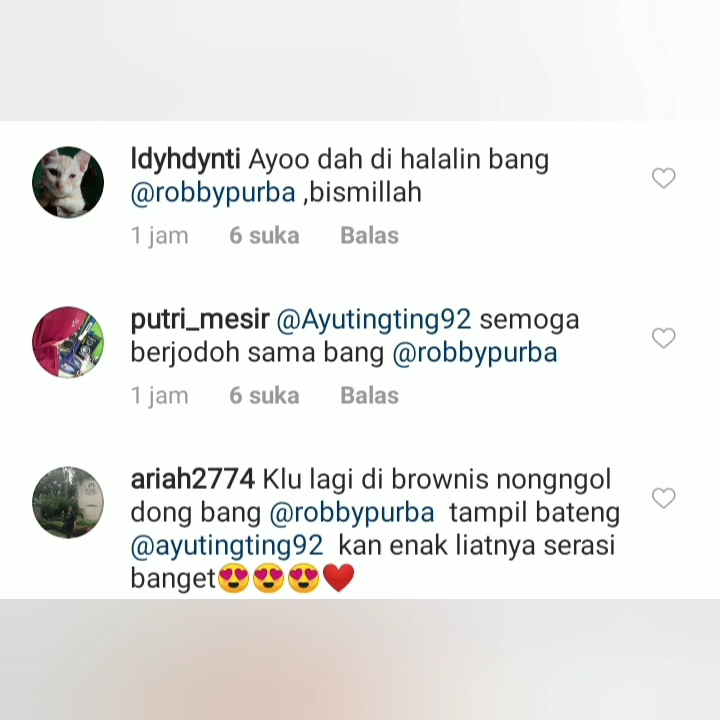 ldyhdynti Ayoo dah di halalin bang
@robbypurba ,bismillah
1 jam 6 suka Balas
putri_mesir @Ayutingting92 semoga
berjodoh sama bang @robbypurba
1 jam 6 suka Balas
ariah2774 Klu lagi di brownis nongngol
dong bang @robbypurba tampil bateng
@ayutingting92 kan enak liatnya serasi
banget😍😍😍❤️